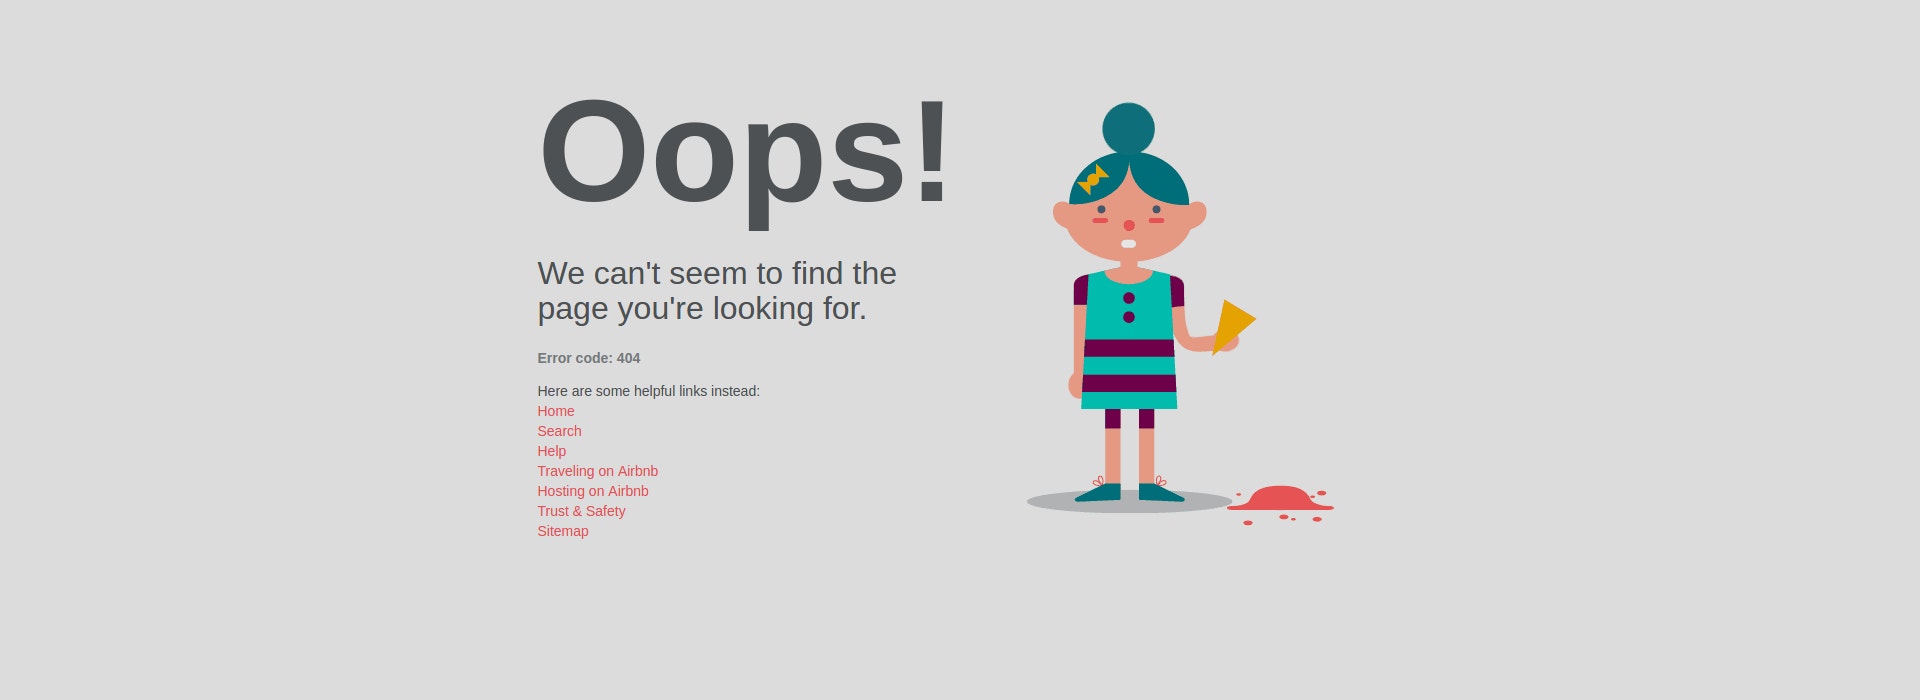 Oops!
We can't seem to find the
page you're looking for.
Error code: 404
Here are some helpful links instead:
Home
Search
Help
Traveling on Airbnb
Hosting on Airbnb
Trust & Safety
Sitemap